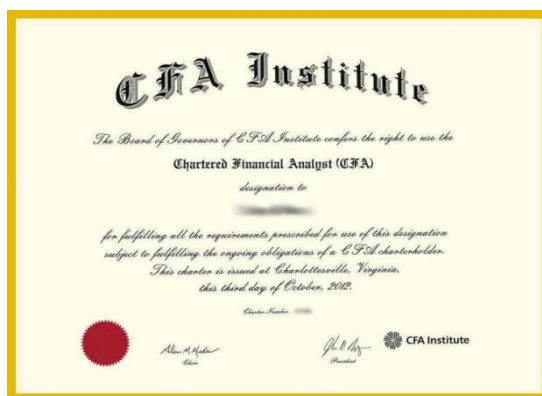 CFA Institute
The Board of Governors of CFA Institute confers the right to use the
Chartered Financial Analyst (CFA)
designation to
for fulfilling all the requirements prescribed for use of this designation
subject to fulfilling the ongoing obligations of a CFA charterholder.
This charter is issued at Charlottesville, Virginia,
this third day of October, 2012.
Charter Number
Chair
President
CFA Institute